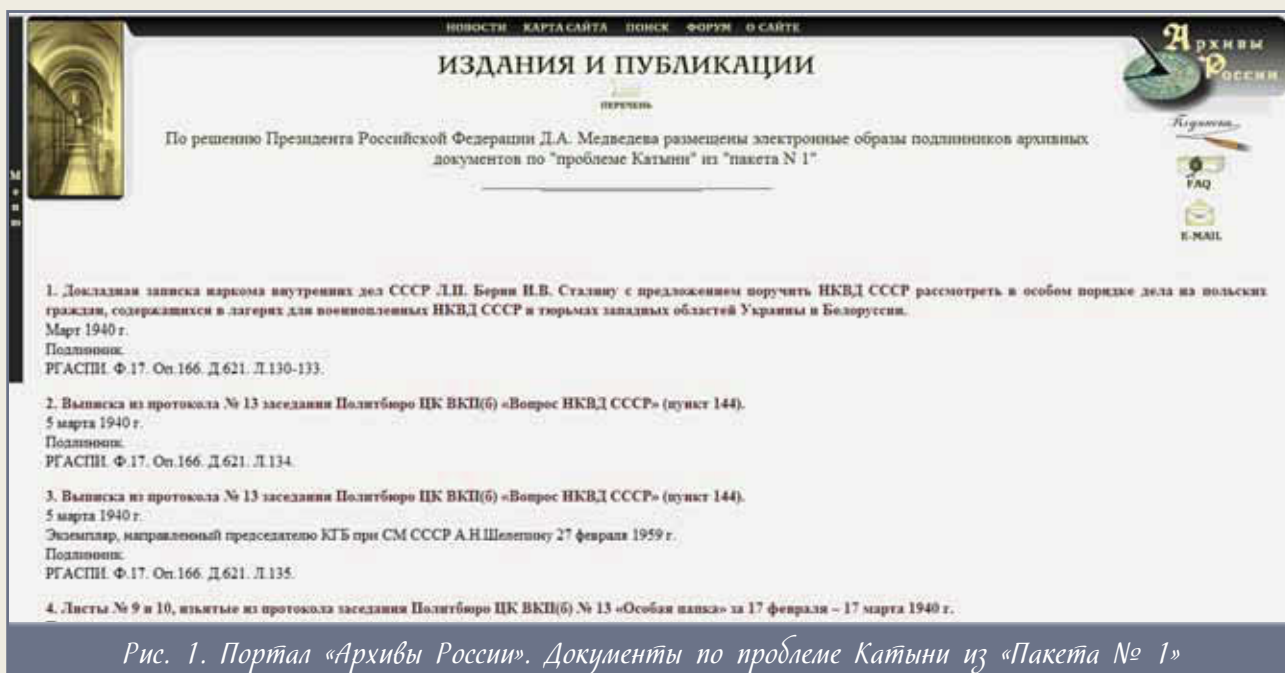 НОВОСТИ КАРТА САЙТА ПОИСК ФОРУМ О САЙТЕ
Архивы
России
ИЗДАНИЯ И ПУБЛИКАЦИИ
ПЕРЕЧЕНЬ
По решению Президента Российской Федерации Д.А. Медведева размещены электронные образы подлинников архивных
документов по "проблеме Катыни" из "пакета N 1"
Подписка
FAQ
E-MAIL
Меню
1. Докладная записка наркома внутренних дел СССР Л.П. Берии И.В. Сталину с предложением поручить НКВД СССР рассмотреть в особом порядке дела на польских
граждан, содержащихся в лагерях для военнопленных НКВД СССР и тюрьмах западных областей Украины и Белоруссии.
Март 1940 г.
Подлинник.
РГАСПИ. Ф.17. Оп.166. Д.621. Л.130-133.
2. Выписка из протокола № 13 заседания Политбюро ЦК ВКП(б) «Вопрос НКВД СССР» (пункт 144).
5 марта 1940 г.
Подлинник.
РГАСПИ. Ф.17. Оп.166. Д.621. Л.134.
3. Выписка из протокола № 13 заседания Политбюро ЦК ВКП(б) «Вопрос НКВД СССР» (пункт 144).
5 марта 1940 г.
Экземпляр, направленный председателю КГБ при СМ СССР А.Н.Шелепину 27 февраля 1959 г.
Подлинник.
РГАСПИ. Ф.17. Оп.166. Д.621. Л.135.
4. Листы № 9 и 10, изъятые из протокола заседания Политбюро ЦК ВКП(б) № 13 «Особая папка» за 17 февраля – 17 марта 1940 г.
Рис. 1. Портал «Архивы России». Документы по проблеме Катыни из «Пакета № 1»